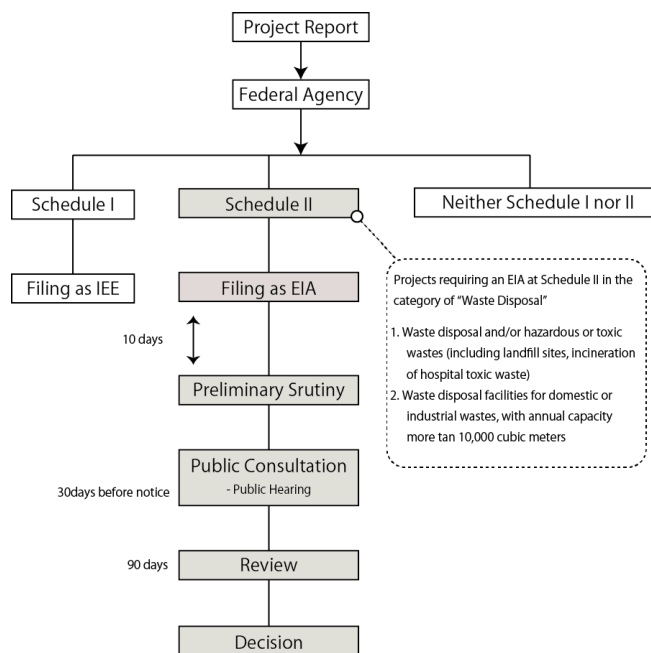 Project Report
Federal Agency
Schedule I
Schedule II
Neither Schedule I nor II
Filing as IEE
Filing as EIA
Projects requiring an EIA at Schedule II in the
category of “Waste Disposal”
1. Waste disposal and/or hazardous or toxic
wastes (including landfill sites, incineration
of hospital toxic waste)
2. Waste disposal facilities for domestic or
industrial wastes, with annual capacity
more tan 10,000 cubic meters
10 days
Preliminary Srutiny
Public Consultation
- Public Hearing
30days before notice
90 days
Review
Decision